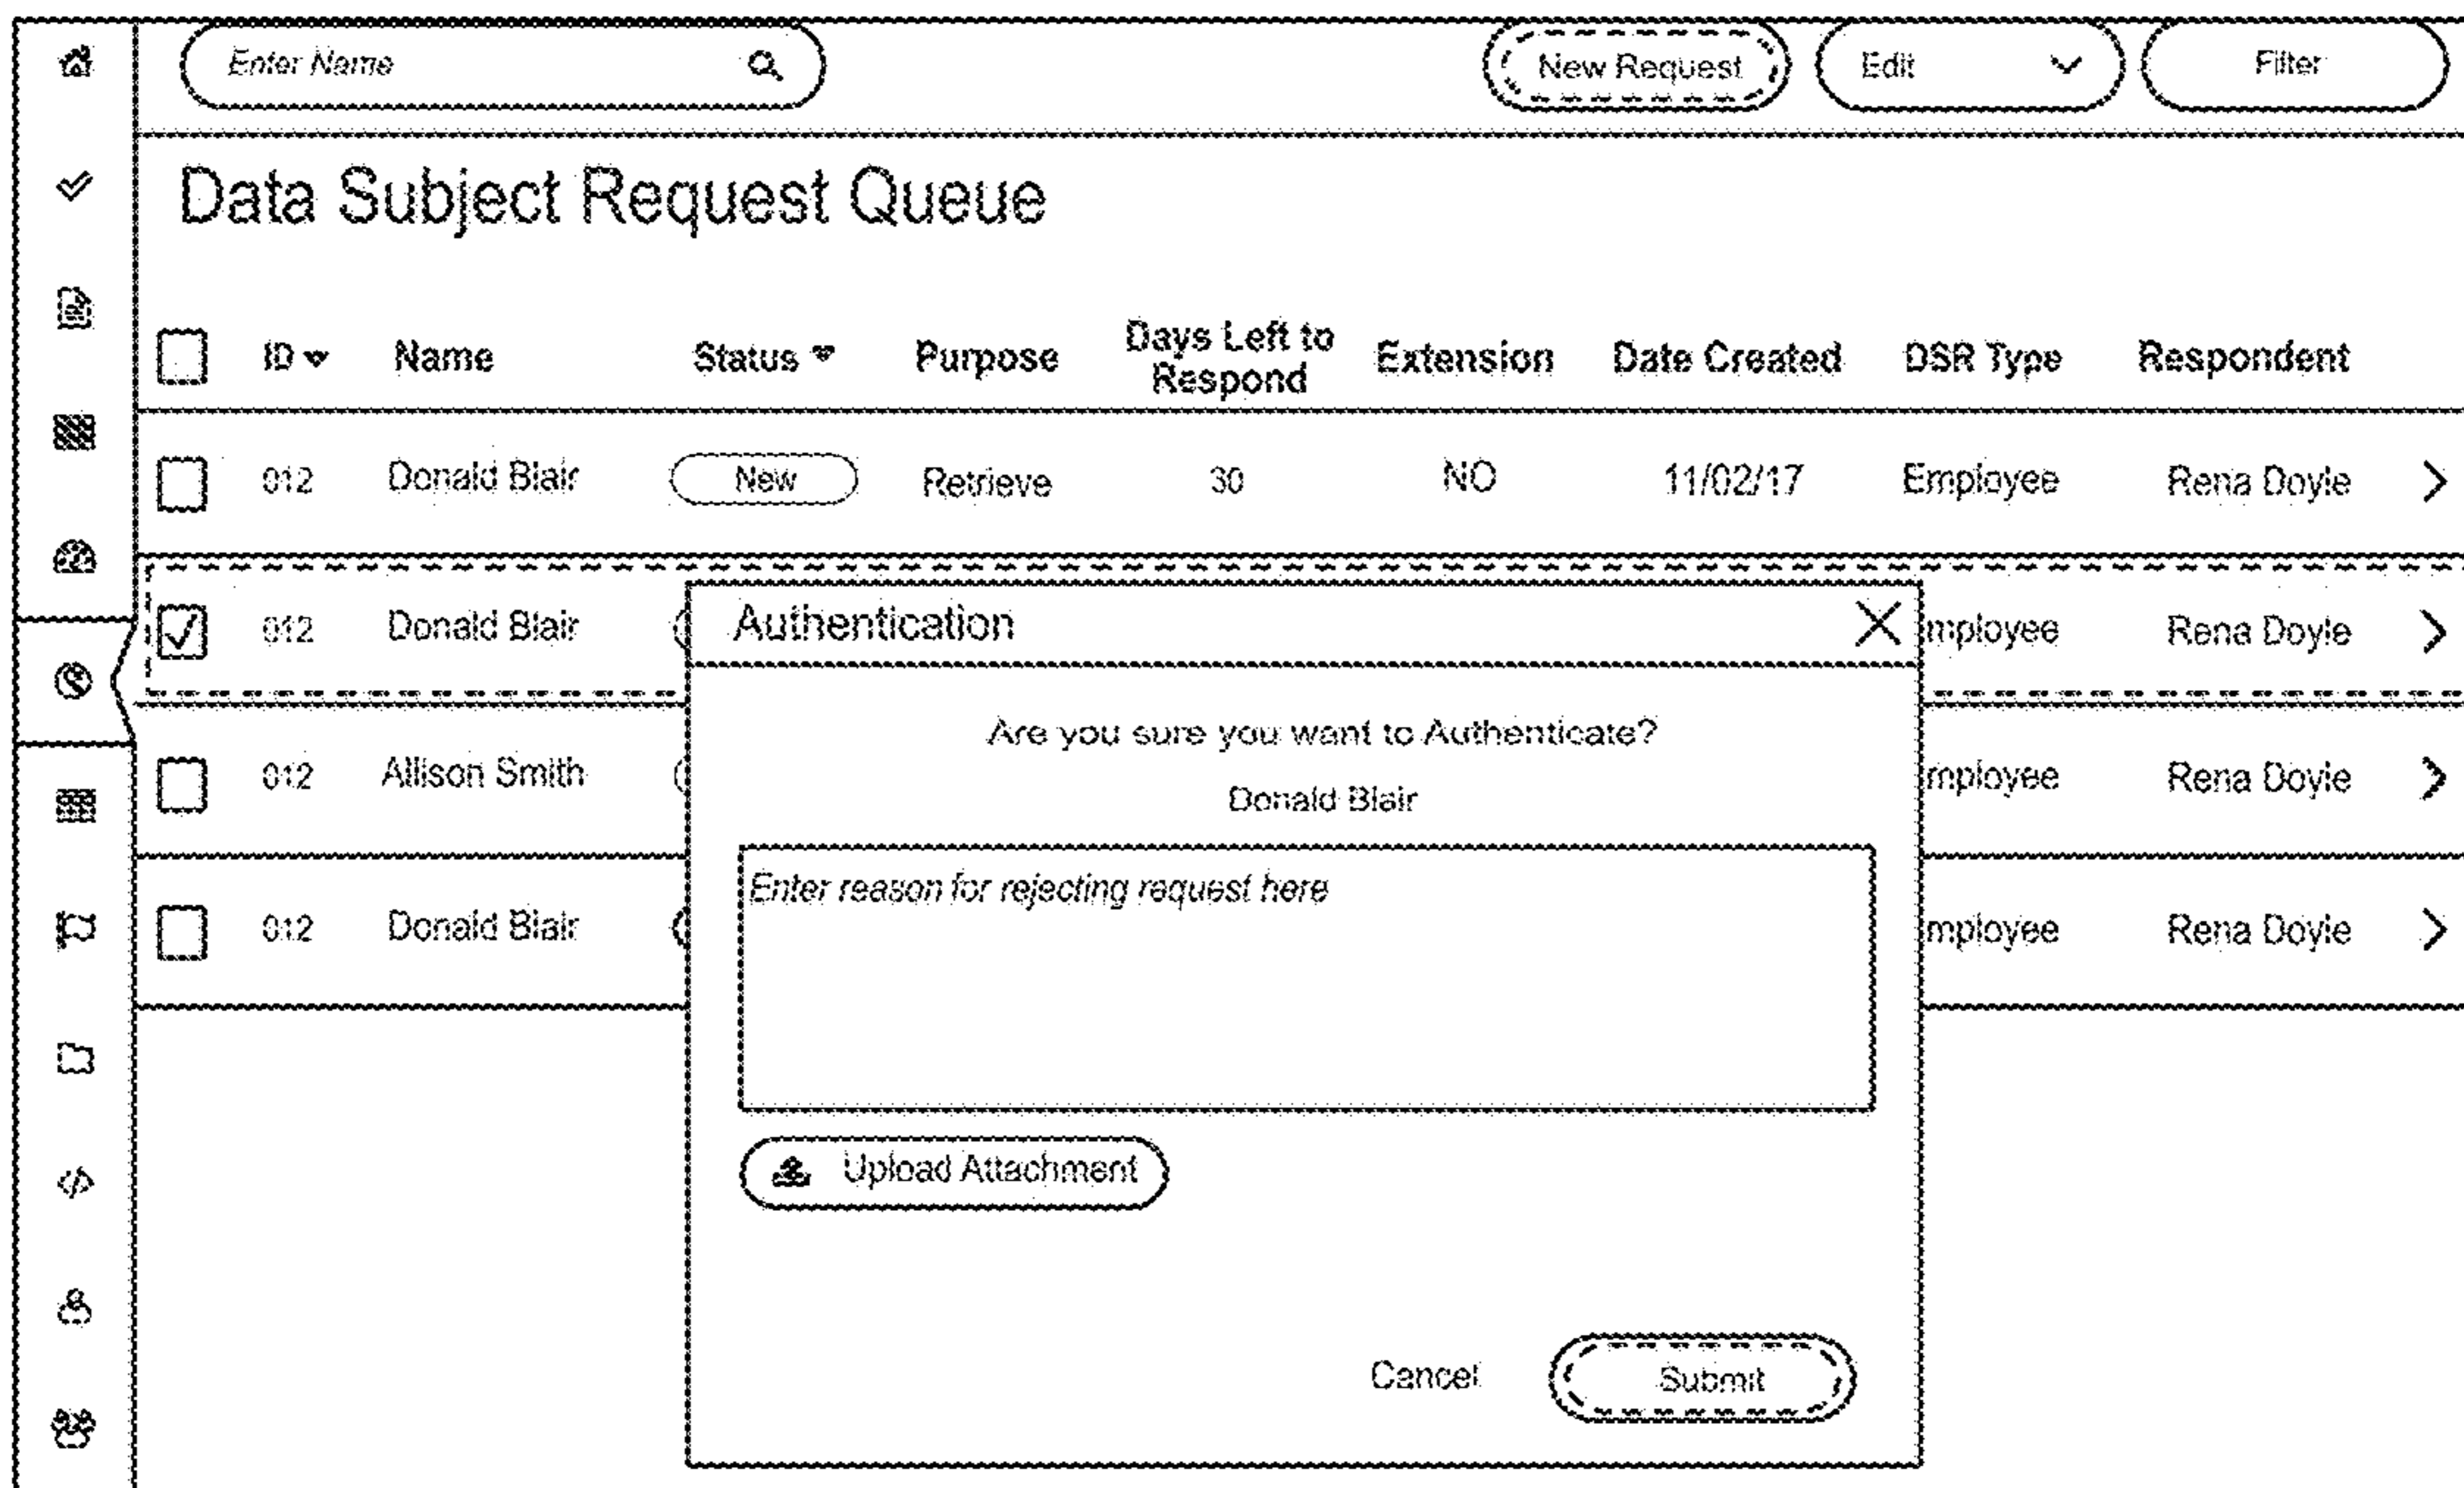 Enter Name New Request Edit Filter
Data Subject Request Queue
ID Name Status Purpose Days Left to Respond Extension Date Created DSR Type Respondent
012 Donald Blair New Retrieve 30 NO 11/02/17 Employee Rena Doyle
012 Donald Blair mployee Rena Doyle
012 Allison Smith mployee Rena Doyle
012 Donald Blair mployee Rena Doyle
Authentication
Are you sure you want to Authenticate?
Donald Blair
Enter reason for rejecting request here
Upload Attachment
Cancel Submit